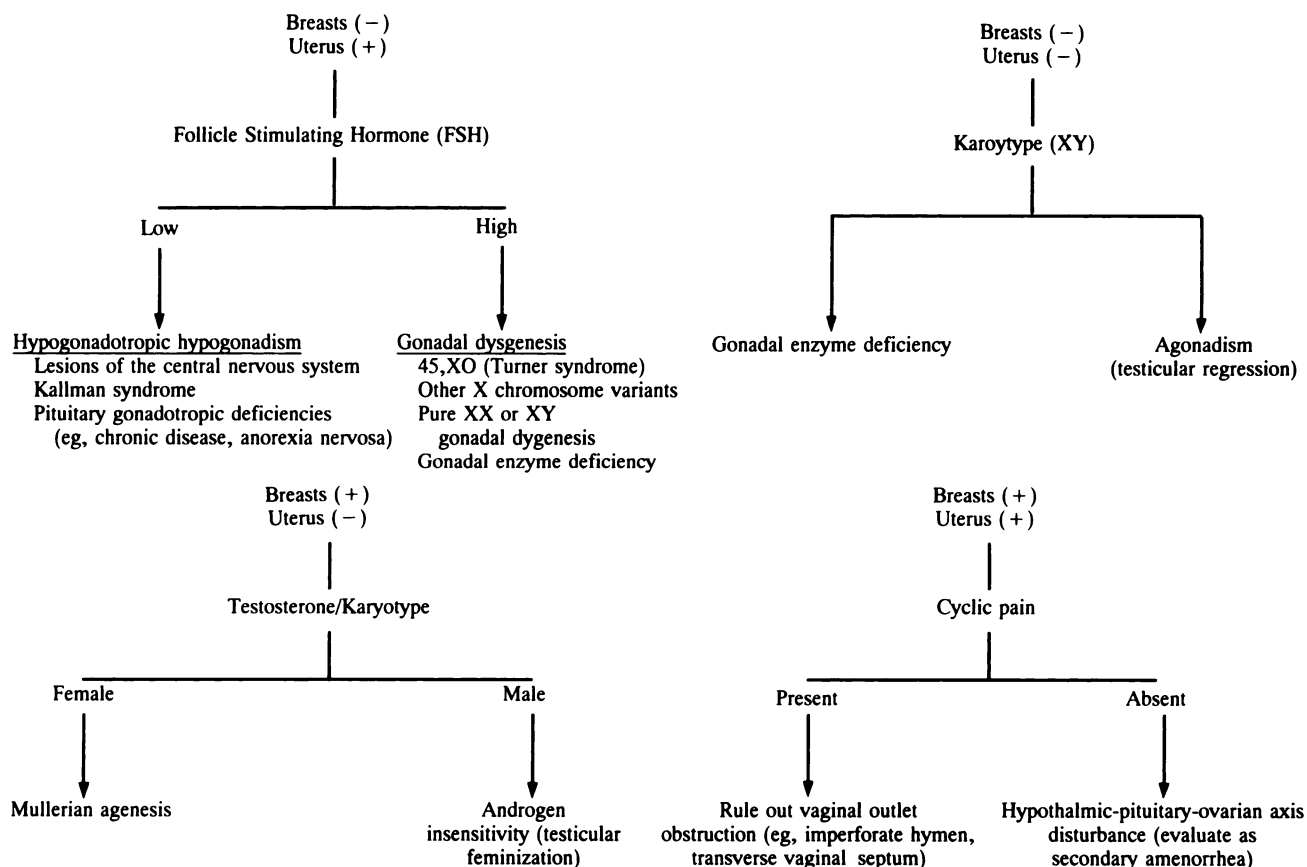 Breasts (−)
Uterus (+)
Follicle Stimulating Hormone (FSH)
Low
High
Hypogonadotropic hypogonadism
Lesions of the central nervous system
Kallman syndrome
Pituitary gonadotropic deficiencies
(eg, chronic disease, anorexia nervosa)
Gonadal dysgenesis
45,XO (Turner syndrome)
Other X chromosome variants
Pure XX or XY
gonadal dygenesis
Gonadal enzyme deficiency
Breasts (−)
Uterus (−)
Karoytype (XY)
Gonadal enzyme deficiency
Agonadism
(testicular regression)
Breasts (+)
Uterus (−)
Testosterone/Karyotype
Female
Male
Mullerian agenesis
Androgen
insensitivity (testicular
feminization)
Breasts (+)
Uterus (+)
Cyclic pain
Present
Absent
Rule out vaginal outlet
obstruction (eg, imperforate hymen,
transverse vaginal septum)
Hypothalmic-pituitary-ovarian axis
disturbance (evaluate as
secondary amenorrhea)